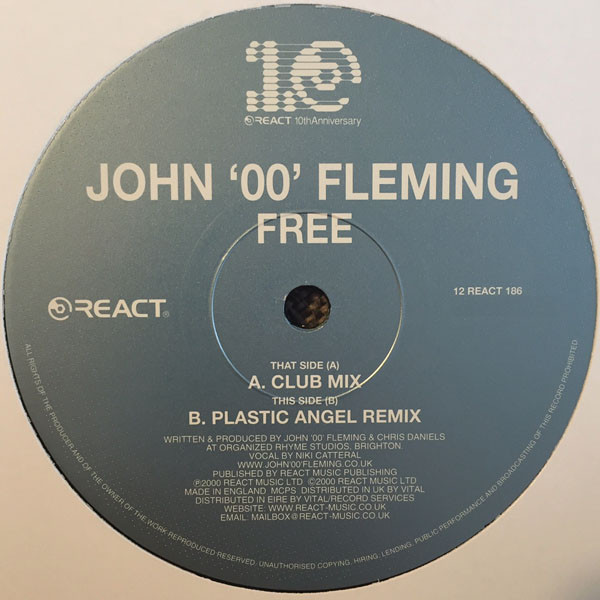 10
REACT 10thAnniversary
JOHN '00' FLEMING
FREE
REACT®
12 REACT 186
THAT SIDE (A)
A. CLUB MIX
THIS SIDE (B)
B. PLASTIC ANGEL REMIX
WRITTEN & PRODUCED BY JOHN '00' FLEMING & CHRIS DANIELS
AT ORGANIZED RHYME STUDIOS, BRIGHTON.
VOCAL BY NIKI CATTERAL
WWW.JOHN'00'FLEMING.CO.UK
PUBLISHED BY REACT MUSIC PUBLISHING
℗2000 REACT MUSIC LTD ©2000 REACT MUSIC LTD
MADE IN ENGLAND MCPS DISTRIBUTED IN UK BY VITAL
DISTRIBUTED IN EIRE BY VITAL/RECORD SERVICES
WEBSITE: WWW.REACT-MUSIC.CO.UK
EMAIL: MAILBOX@REACT-MUSIC.CO.UK
ALL RIGHTS OF THE PRODUCER AND OF THE OWNER OF THE WORK REPRODUCED RESERVED. UNAUTHORISED COPYING, HIRING, LENDING, PUBLIC PERFORMANCE AND BROADCASTING OF THIS RECORD PROHIBITED